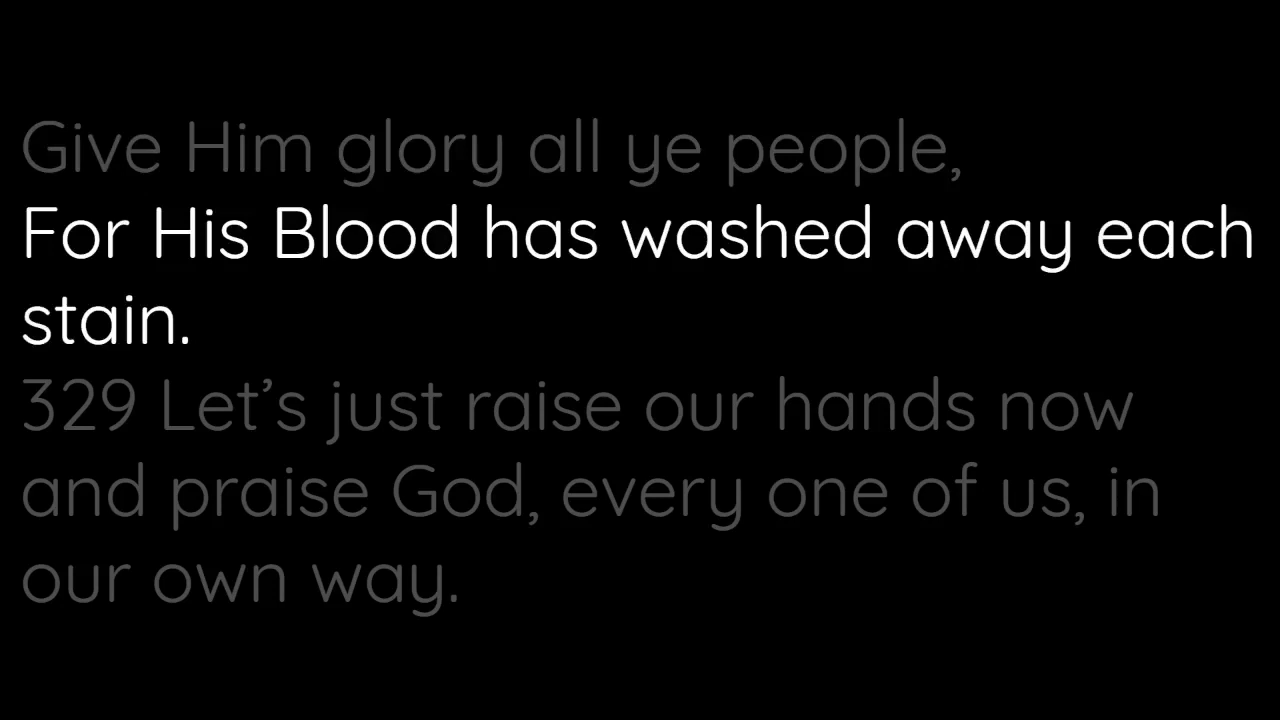 Give Him glory all ye people,
For His Blood has washed away each
stain.
329 Let’s just raise our hands now
and praise God, every one of us, in
our own way.